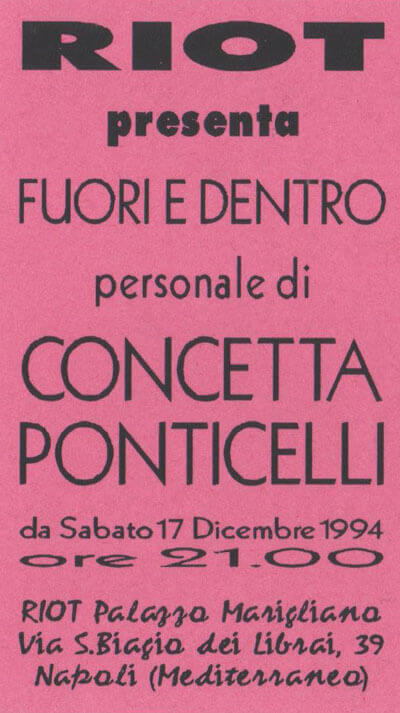 RIOT
presenta
FUORI E DENTRO
personale di
CONCETTA
PONTICELLI
da Sabato 17 Dicembre 1994
ore 21.00
RIOT Palazzo Marigliano
Via S.Biagio dei Librai, 39
Napoli (Mediterraneo)